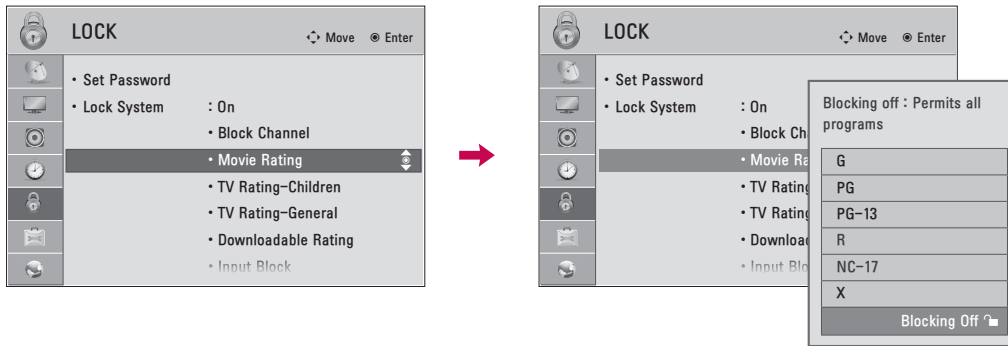 LOCK
Move Enter
• Set Password
• Lock System : On
• Block Channel
• Movie Rating
• TV Rating-Children
• TV Rating-General
• Downloadable Rating
• Input Block
LOCK
Move Enter
• Set Password
• Lock System : On
• Block Ch
• Movie Ra
• TV Rating
• TV Rating
• Downloa
• Input Blo
Blocking off : Permits all
programs
G
PG
PG-13
R
NC-17
X
Blocking Off